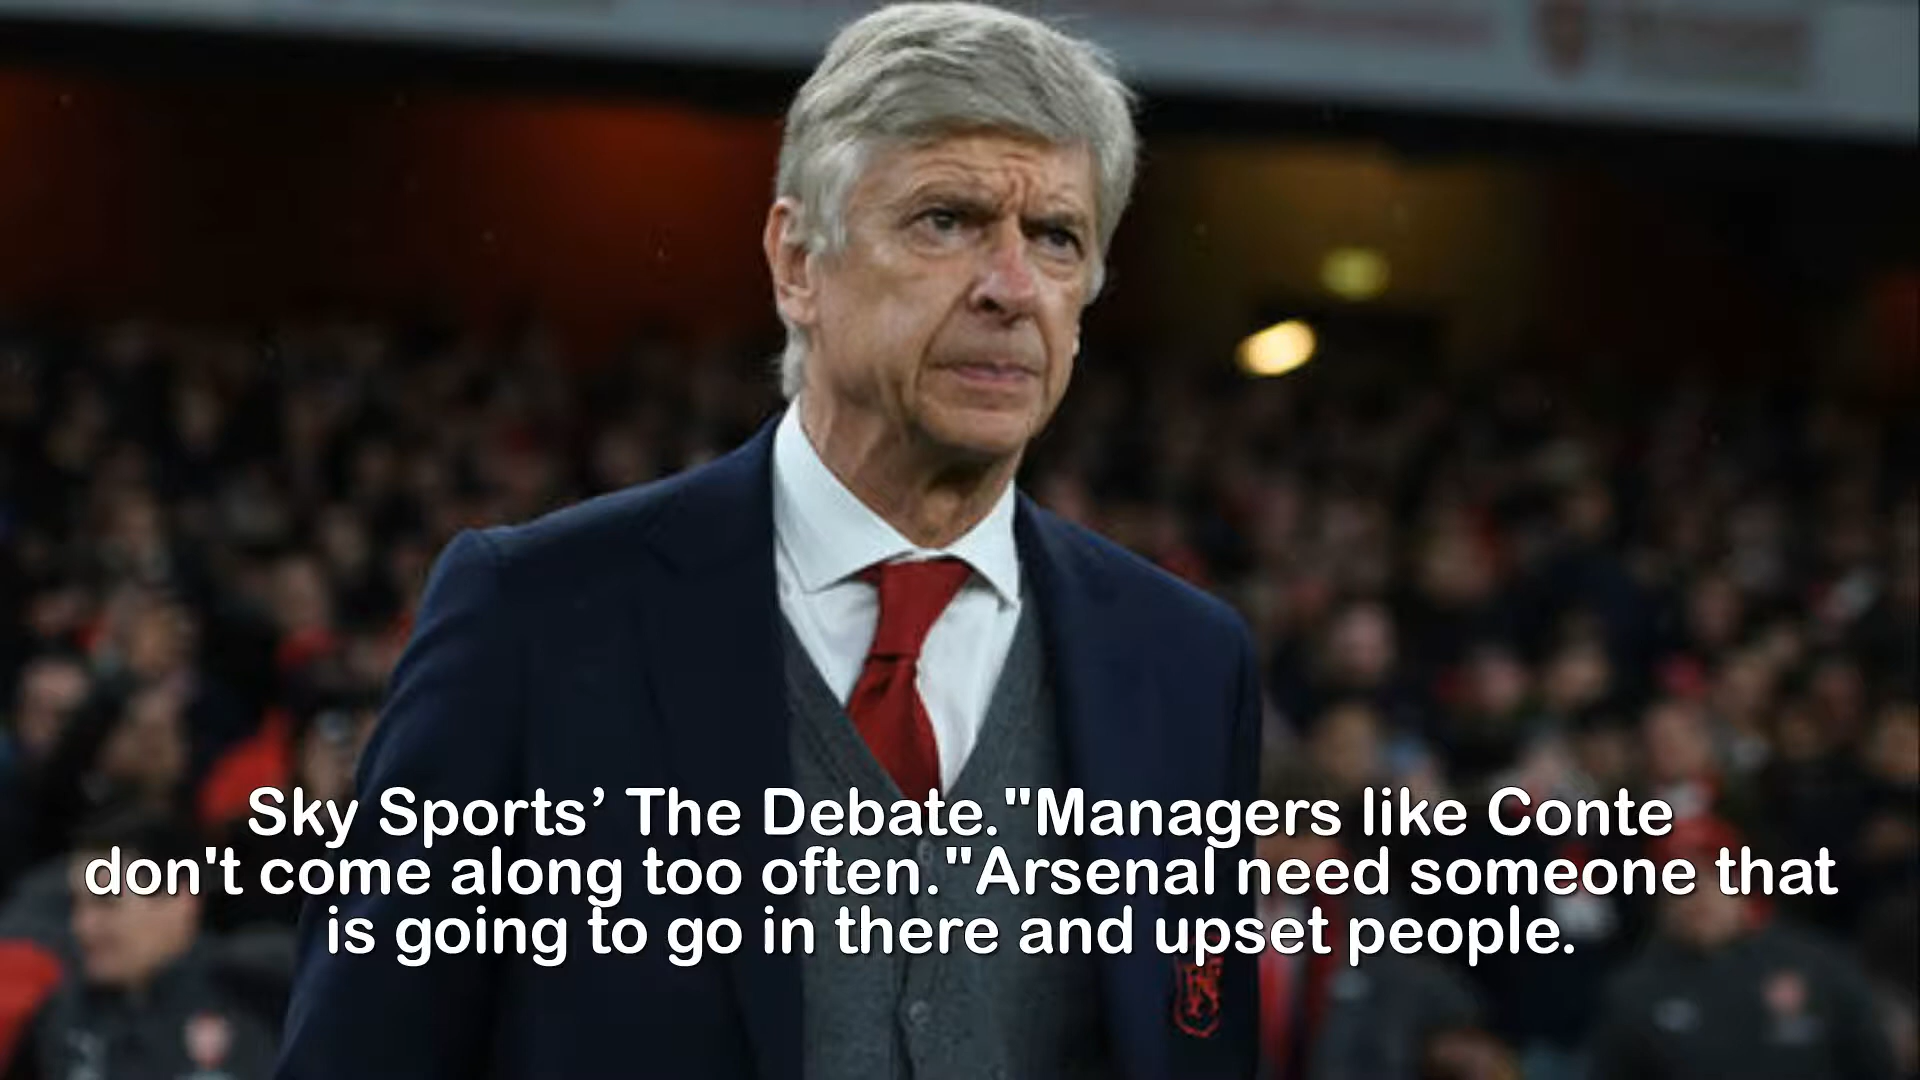 Sky Sports’ The Debate."Managers like Conte
don't come along too often."Arsenal need someone that
is going to go in there and upset people.